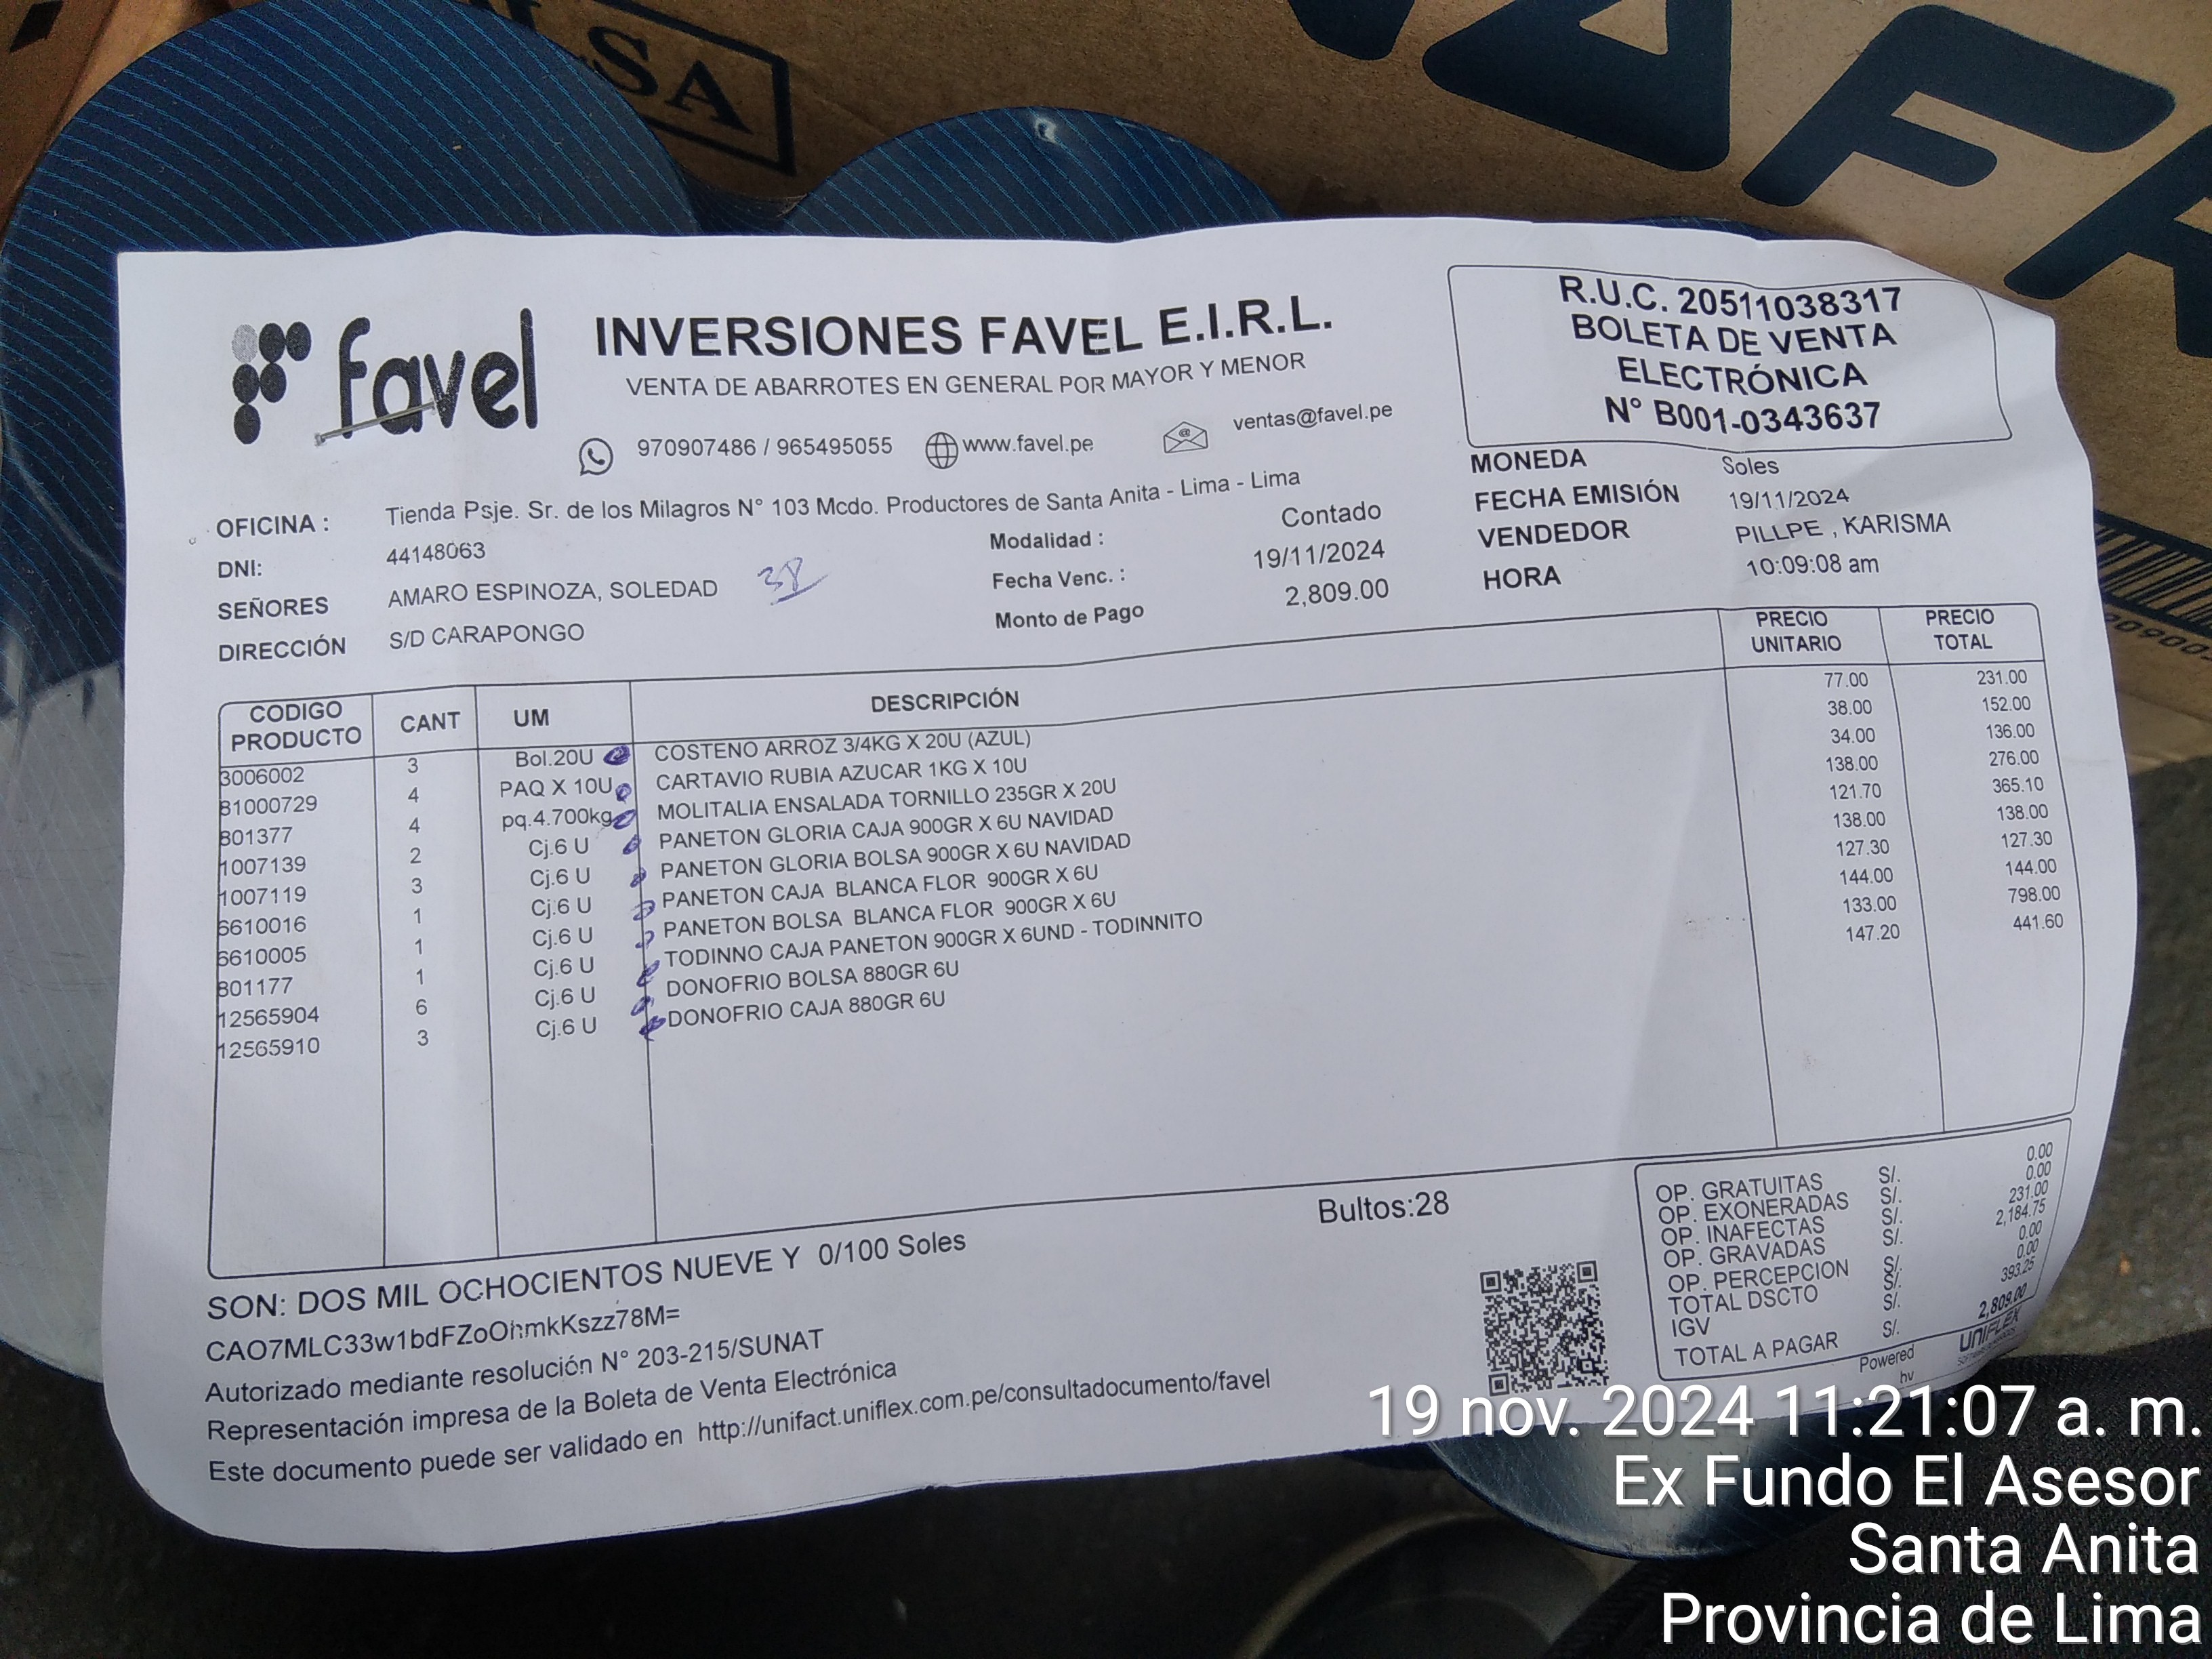 favel
INVERSIONES FAVEL E.I.R.L.
VENTA DE ABARROTES EN GENERAL POR MAYOR Y MENOR
970907486 / 965495055 www.favel.pe ventas@favel.pe
R.U.C. 20511038317
BOLETA DE VENTA
ELECTRÓNICA
N° B001-0343637
OFICINA : Tienda Psje. Sr. de los Milagros N° 103 Mcdo. Productores de Santa Anita - Lima - Lima
DNI: 44148063
SEÑORES AMARO ESPINOZA, SOLEDAD 38
DIRECCIÓN S/D CARAPONGO
Modalidad : Contado
Fecha Venc. : 19/11/2024
Monto de Pago 2,809.00
MONEDA Soles
FECHA EMISIÓN 19/11/2024
VENDEDOR PILLPE , KARISMA
HORA 10:09:08 am
CODIGO PRODUCTO CANT UM DESCRIPCIÓN PRECIO UNITARIO PRECIO TOTAL
3006002 3 Bol.20U COSTENO ARROZ 3/4KG X 20U (AZUL) 77.00 231.00
81000729 4 PAQ X 10U CARTAVIO RUBIA AZUCAR 1KG X 10U 38.00 152.00
801377 4 pq.4.700kg MOLITALIA ENSALADA TORNILLO 235GR X 20U 34.00 136.00
1007139 2 Cj.6 U PANETON GLORIA CAJA 900GR X 6U NAVIDAD 138.00 276.00
1007119 3 Cj.6 U PANETON GLORIA BOLSA 900GR X 6U NAVIDAD 121.70 365.10
6610016 1 Cj.6 U PANETON CAJA BLANCA FLOR 900GR X 6U 138.00 138.00
6610005 1 Cj.6 U PANETON BOLSA BLANCA FLOR 900GR X 6U 127.30 127.30
801177 1 Cj.6 U TODINNO CAJA PANETON 900GR X 6UND - TODINNITO 144.00 144.00
12565904 6 Cj.6 U DONOFRIO BOLSA 880GR 6U 133.00 798.00
12565910 3 Cj.6 U DONOFRIO CAJA 880GR 6U 147.20 441.60
Bultos:28
OP. GRATUITAS S/. 0.00
OP. EXONERADAS S/. 0.00
OP. INAFECTAS S/. 231.00
OP. GRAVADAS S/. 2,184.75
OP. PERCEPCION S/. 0.00
TOTAL DSCTO S/. 0.00
IGV S/. 393.25
TOTAL A PAGAR S/. 2,809.00
Powered by UNIFLEX
SON: DOS MIL OCHOCIENTOS NUEVE Y 0/100 Soles
CAO7MLC33w1bdFZoOhmkKszz78M=
Autorizado mediante resolución N° 203-215/SUNAT
Representación impresa de la Boleta de Venta Electrónica
Este documento puede ser validado en http://unifact.uniflex.com.pe/consultadocumento/favel
19 nov. 2024 11:21:07 a. m.
Ex Fundo El Asesor
Santa Anita
Provincia de Lima